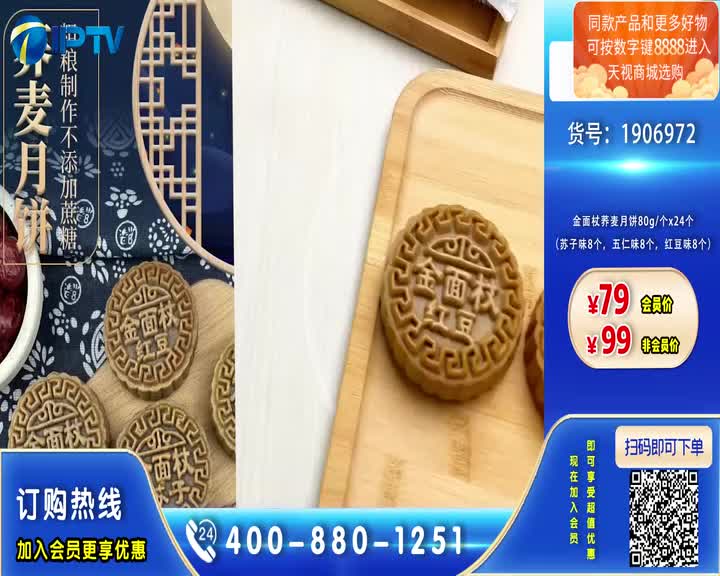 IPTV
荞麦月饼
粗粮制作不添加蔗糖
金面杖
红豆
金面杖
面杖
苏子
金面杖
红豆
同款产品和更多好物
可按数字键8888进入
天视商城选购
货号：1906972
金面杖荞麦月饼80g/个x24个
（苏子味8个，五仁味8个，红豆味8个）
¥79 会员价
¥99 非会员价
订购热线
加入会员更享优惠
24
400-880-1251
现在加入会员
即可享受超值优惠
扫码即可下单